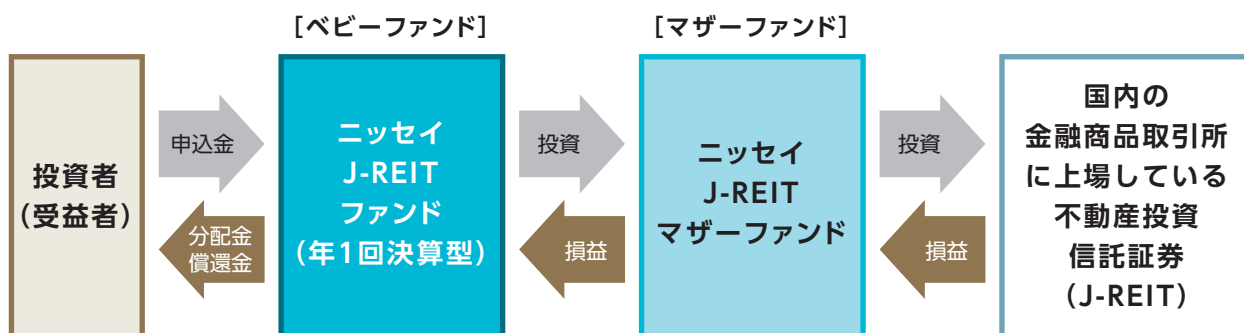 [ベビーファンド]
[マザーファンド]
投資者
(受益者)
申込金
分配金
償還金
ニッセイ
J-REIT
ファンド
(年1回決算型)
投資
損益
ニッセイ
J-REIT
マザーファンド
投資
損益
国内の
金融商品取引所
に上場している
不動産投資
信託証券
(J-REIT)